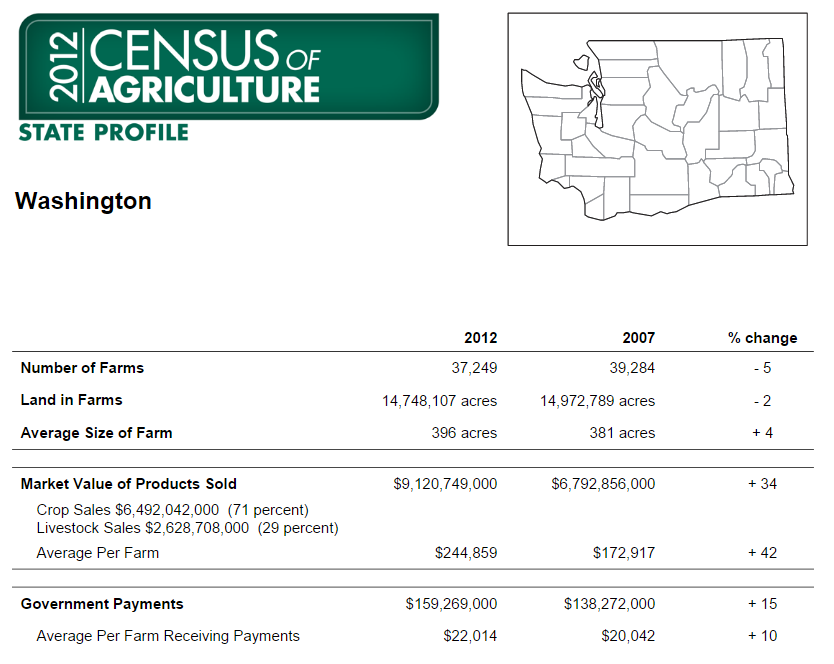 2012 CENSUS OF
AGRICULTURE
STATE PROFILE
Washington
2012 2007 % change
Number of Farms 37,249 39,284 - 5
Land in Farms 14,748,107 acres 14,972,789 acres - 2
Average Size of Farm 396 acres 381 acres + 4
Market Value of Products Sold $9,120,749,000 $6,792,856,000 + 34
Crop Sales $6,492,042,000 (71 percent)
Livestock Sales $2,628,708,000 (29 percent)
Average Per Farm $244,859 $172,917 + 42
Government Payments $159,269,000 $138,272,000 + 15
Average Per Farm Receiving Payments $22,014 $20,042 + 10